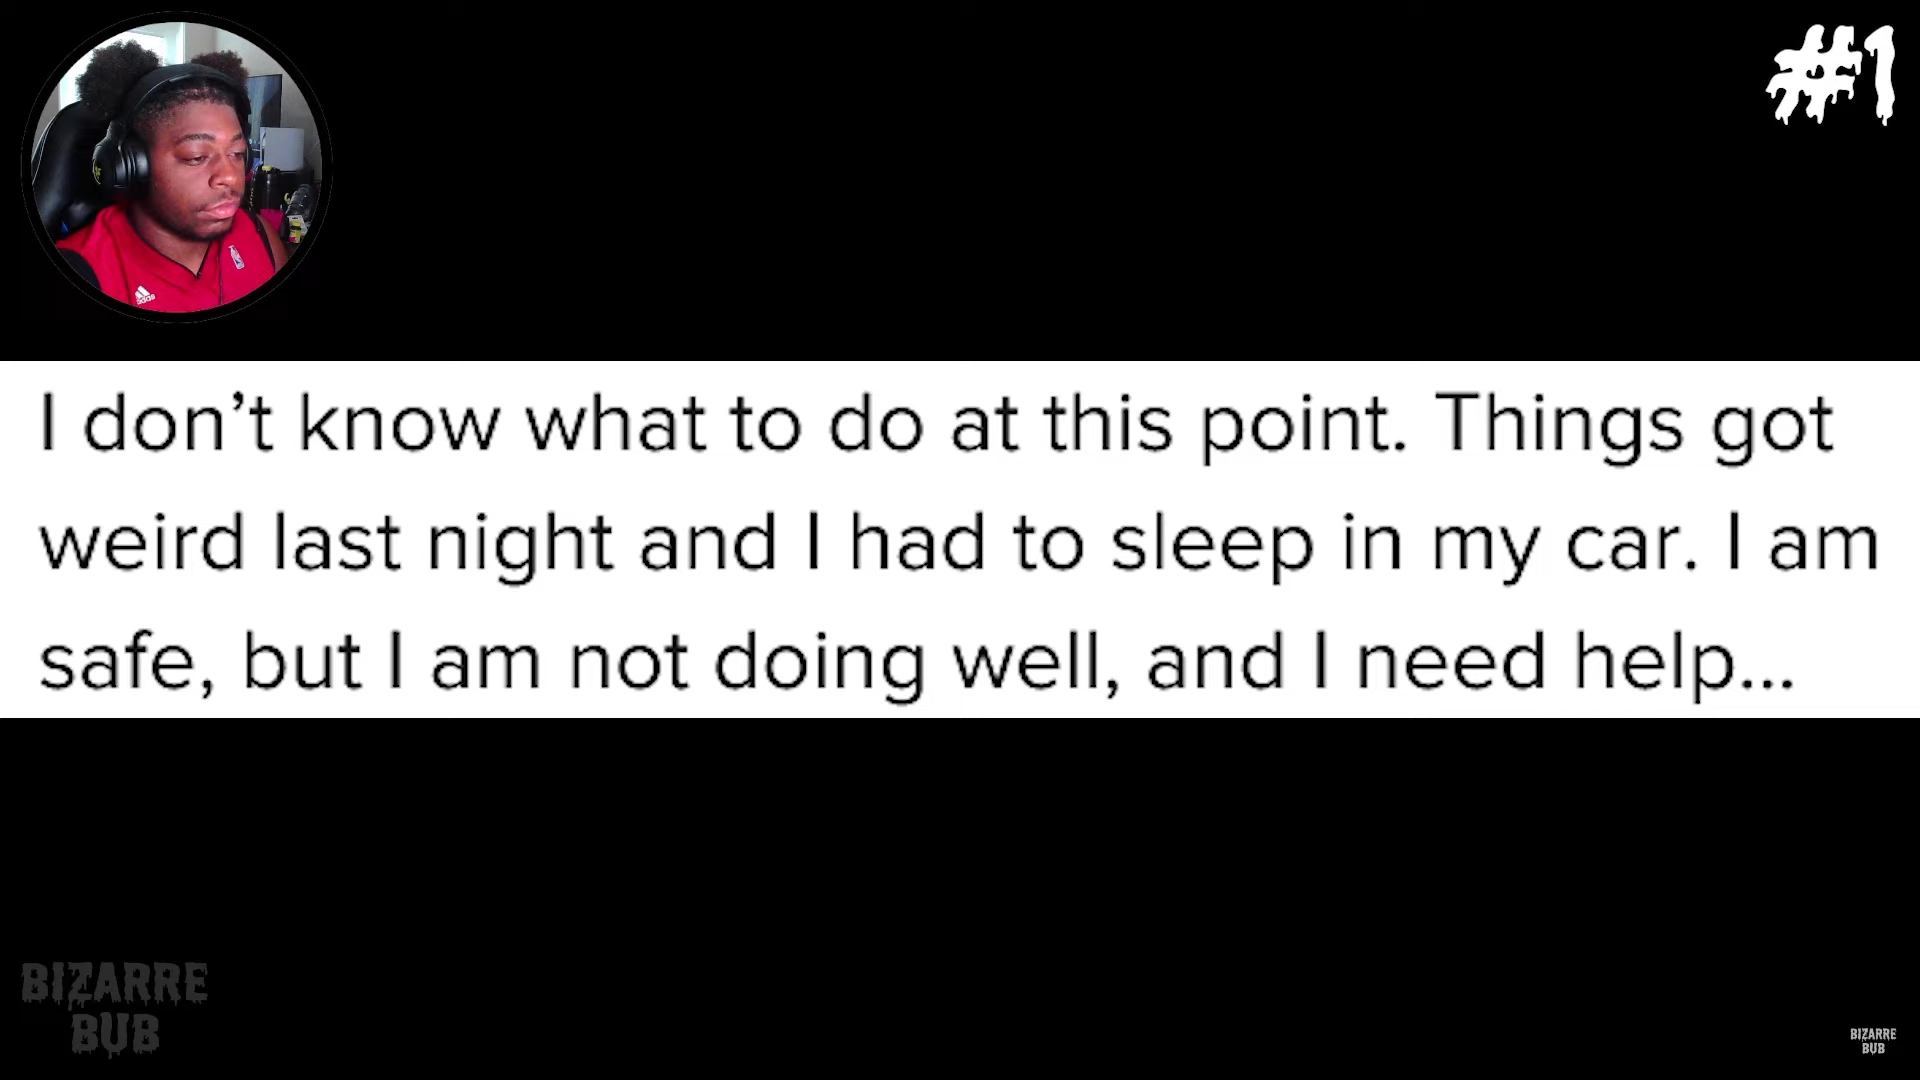 #1
I don’t know what to do at this point. Things got
weird last night and I had to sleep in my car. I am
safe, but I am not doing well, and I need help...
adidas
BIZARRE
BUB
BIZARRE
BUB